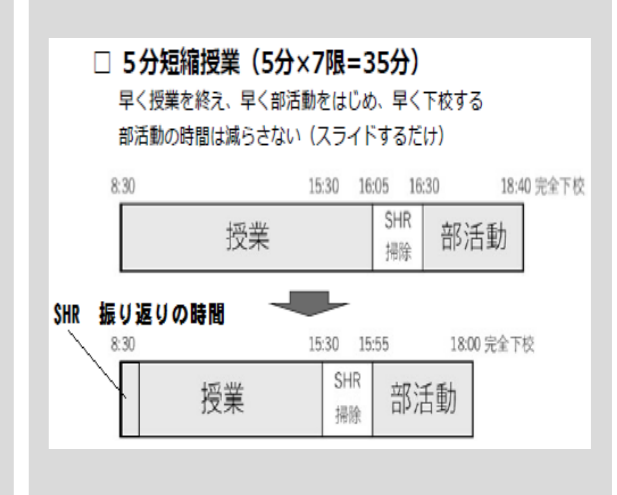 □ 5分短縮授業（5分×7限=35分）
早く授業を終え、早く部活動をはじめ、早く下校する
部活動の時間は減らさない（スライドするだけ）
8:30 15:30 16:05 16:30 18:40 完全下校
授業 SHR 掃除 部活動
SHR 振り返りの時間
8:30 15:30 15:55 18:00 完全下校
授業 SHR 掃除 部活動